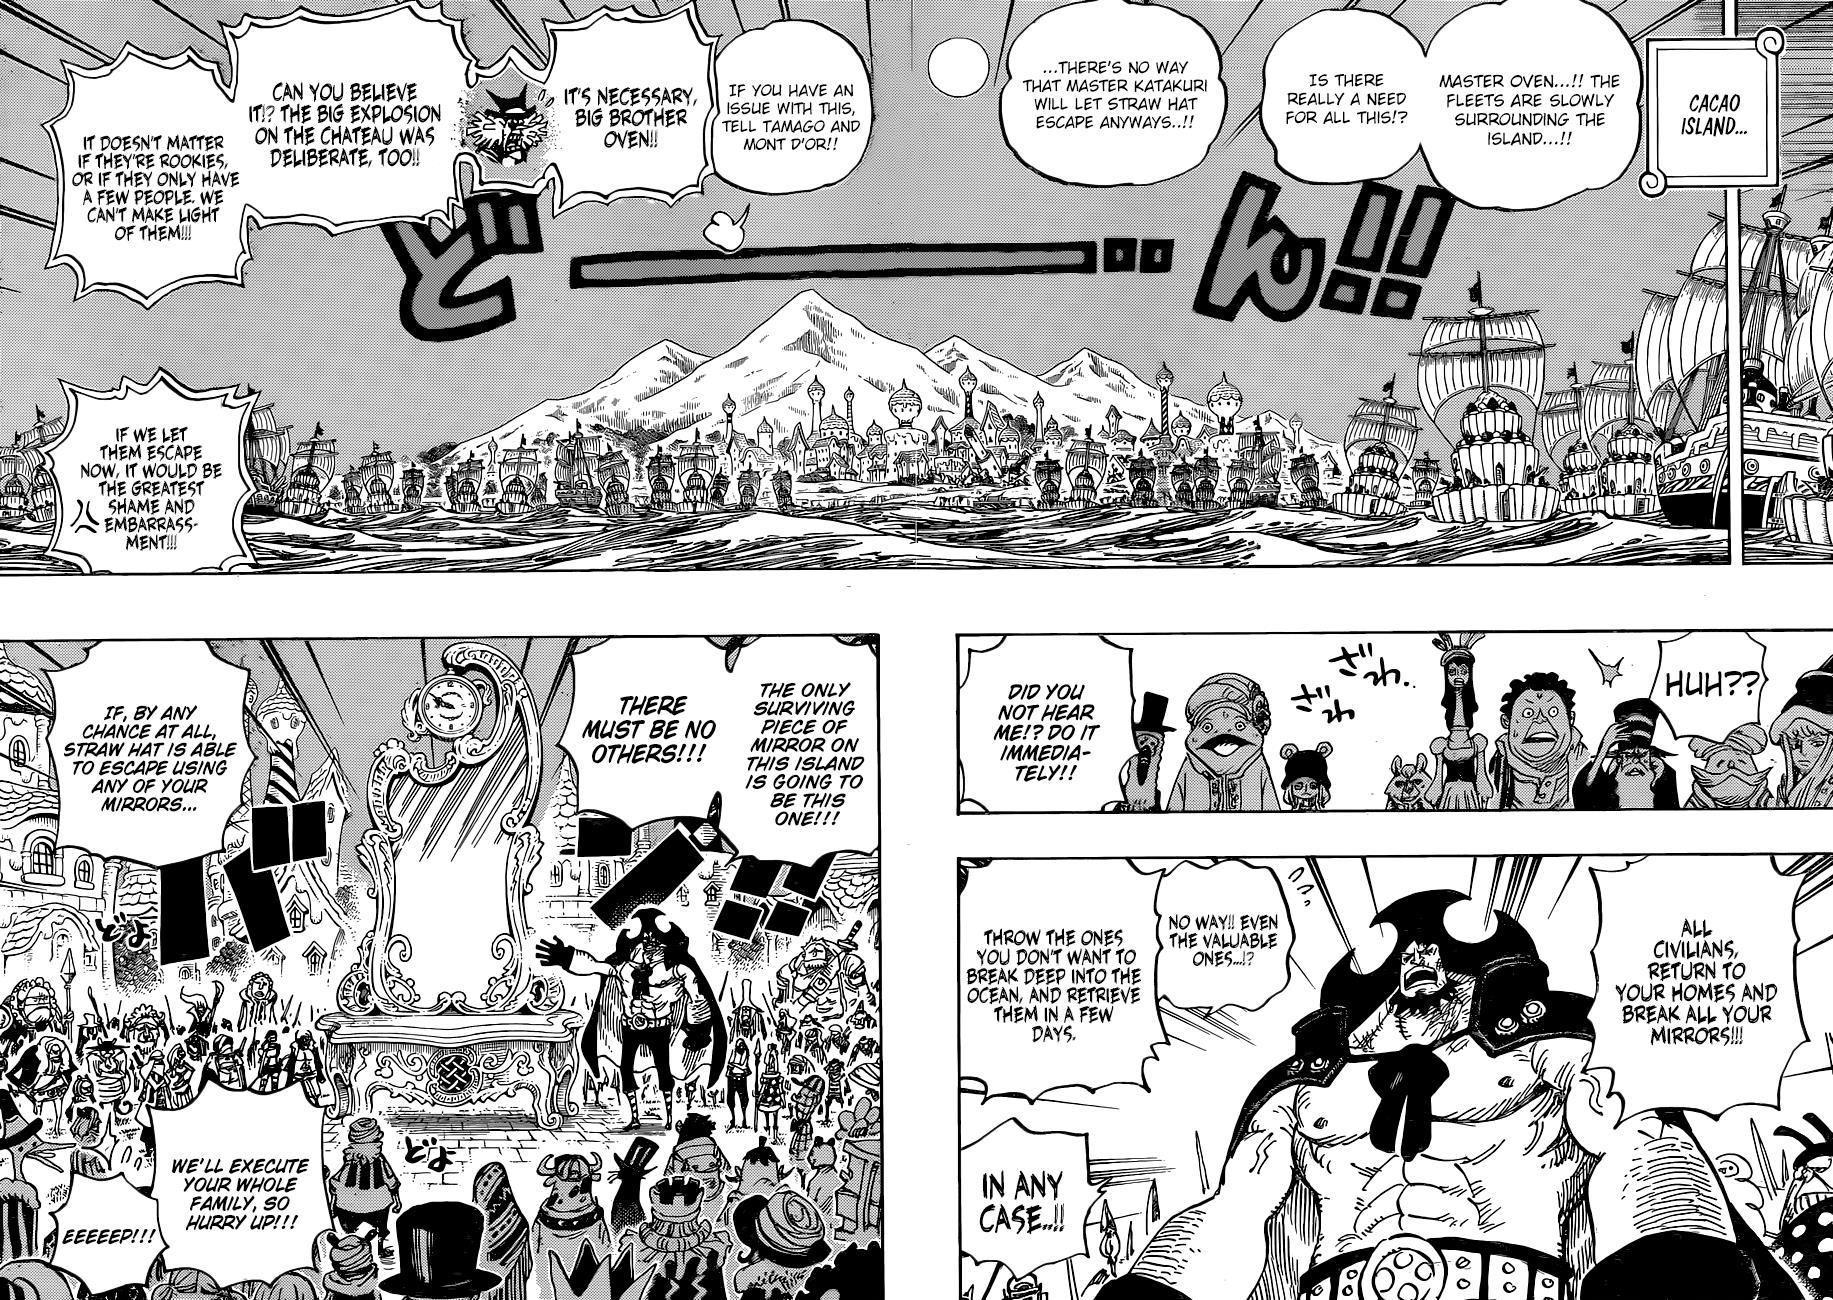 CACAO
ISLAND...
MASTER OVEN...!! THE
FLEETS ARE SLOWLY
SURROUNDING THE
ISLAND...!!
IS THERE
REALLY A NEED
FOR ALL THIS!?
...THERE'S NO WAY
THAT MASTER KATAKURI
WILL LET STRAW HAT
ESCAPE ANYWAYS..!!
IF YOU HAVE AN
ISSUE WITH THIS,
TELL TAMAGO AND
MONT D'OR!!
IT'S NECESSARY,
BIG BROTHER
OVEN!!
CAN YOU BELIEVE
IT!? THE BIG EXPLOSION
ON THE CHATEAU WAS
DELIBERATE, TOO!!
IT DOESN'T MATTER
IF THEY'RE ROOKIES,
OR IF THEY ONLY HAVE
A FEW PEOPLE. WE
CAN'T MAKE LIGHT
OF THEM!!!
ど
ーん!!
IF WE LET
THEM ESCAPE
NOW, IT WOULD BE
THE GREATEST
SHAME AND
EMBARRASS-
MENT!!!
HUH??
ざわ
ざわ
DID YOU
NOT HEAR
ME!? DO IT
IMMEDIA-
TELY!!
ALL
CIVILIANS,
RETURN TO
YOUR HOMES AND
BREAK ALL YOUR
MIRRORS!!!
NO WAY!! EVEN
THE VALUABLE
ONES...!?
THROW THE ONES
YOU DON'T WANT TO
BREAK DEEP INTO THE
OCEAN, AND RETRIEVE
THEM IN A FEW
DAYS.
IN ANY
CASE..!!
THE ONLY
SURVIVING
PIECE OF
MIRROR ON
THIS ISLAND
IS GOING TO
BE THIS
ONE!!!
THERE
MUST BE NO
OTHERS!!!
バーン!!
どよ
どよ
IF, BY ANY
CHANCE AT ALL,
STRAW HAT IS ABLE
TO ESCAPE USING
ANY OF YOUR
MIRRORS...
WE'LL EXECUTE
YOUR WHOLE
FAMILY, SO
HURRY UP!!!
EEEEEP!!!